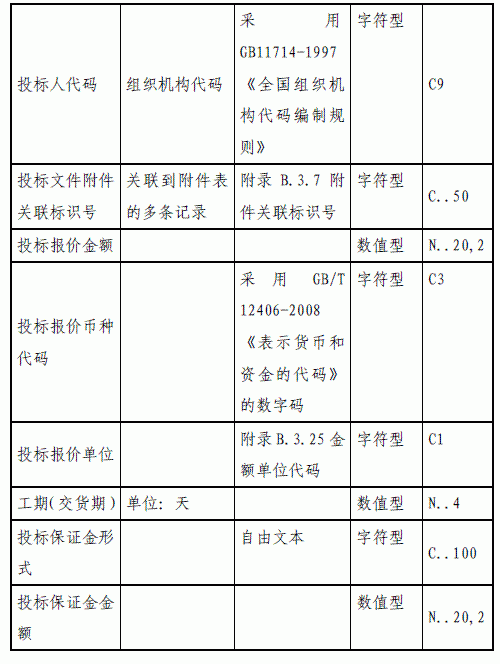 投标人代码
组织机构代码
采用
GB11714-1997
《全国组织机
构代码编制规
则》
字符型
C9
投标文件附件
关联标识号
关联到附件表
的多条记录
附录 B.3.7 附
件关联标识号
字符型
C..50
投标报价金额
数值型
N..20,2
投标报价币种
代码
采用 GB/T
12406-2008
《表示货币和
资金的代码》
的数字码
字符型
C3
投标报价单位
附录B.3.25 金
额单位代码
字符型
C1
工期(交货期)
单位: 天
数值型
N..4
投标保证金形
式
自由文本
字符型
C..100
投标保证金金
额
数值型
N..20,2